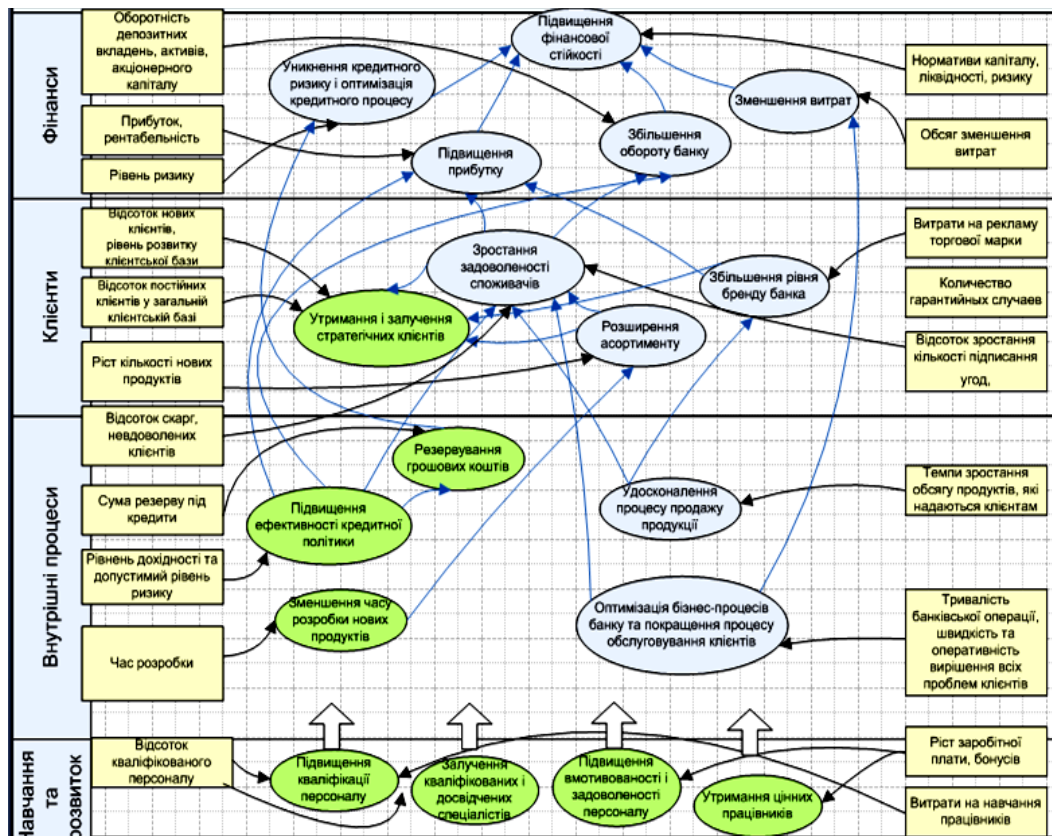 Фінанси
Оборотність
депозитних
вкладень, активів,
акціонерного
капіталу
Прибуток,
рентабельність
Рівень ризику
Уникнення кредитного
ризику і оптимізація
кредитного процесу
Підвищення
фінансової
стійкості
Підвищення
прибутку
Збільшення
обороту банку
Зменшення витрат
Нормативи капіталу,
ліквідності, ризику
Обсяг зменшення
витрат
Клієнти
Відсоток нових
клієнтів,
рівень розвитку
клієнтської бази
Відсоток постійних
клієнтів у загальній
клієнтській базі
Ріст кількості нових
продуктів
Зростання
задоволеності
споживачів
Утримання і залучення
стратегічних клієнтів
Розширення
асортименту
Збільшення рівня
бренду банка
Витрати на рекламу
торгової марки
Количество
гарантийных случаев
Відсоток зростання
кількості підписання
угод,
Внутрішні процеси
Відсоток скарг,
невдоволених
клієнтів
Сума резерву під
кредити
Рівнень дохідності та
допустимий рівень
ризику
Час розробки
Резервування
грошових коштів
Підвищення
ефективності кредитної
політики
Зменшення часу
розробки нових
продуктів
Удосконалення
процесу продажу
продукції
Оптимізація бізнес-процесів
банку та покращення процесу
обслуговування клієнтів
Темпи зростання
обсягу продуктів, які
надаються клієнтам
Тривалість
банківської операції,
швидкість та
оперативність
вирішення всіх
проблем клієнтів
Навчання
та
розвиток
Відсоток
кваліфікованого
персоналу
Підвищення
кваліфікації
персоналу
Залучення
кваліфікованих і
досвідчених
спеціалістів
Підвищення
вмотивованості і
задоволеності
персоналу
Утримання цінних
працівників
Ріст заробітної
плати, бонусів
Витрати на навчання
працівників